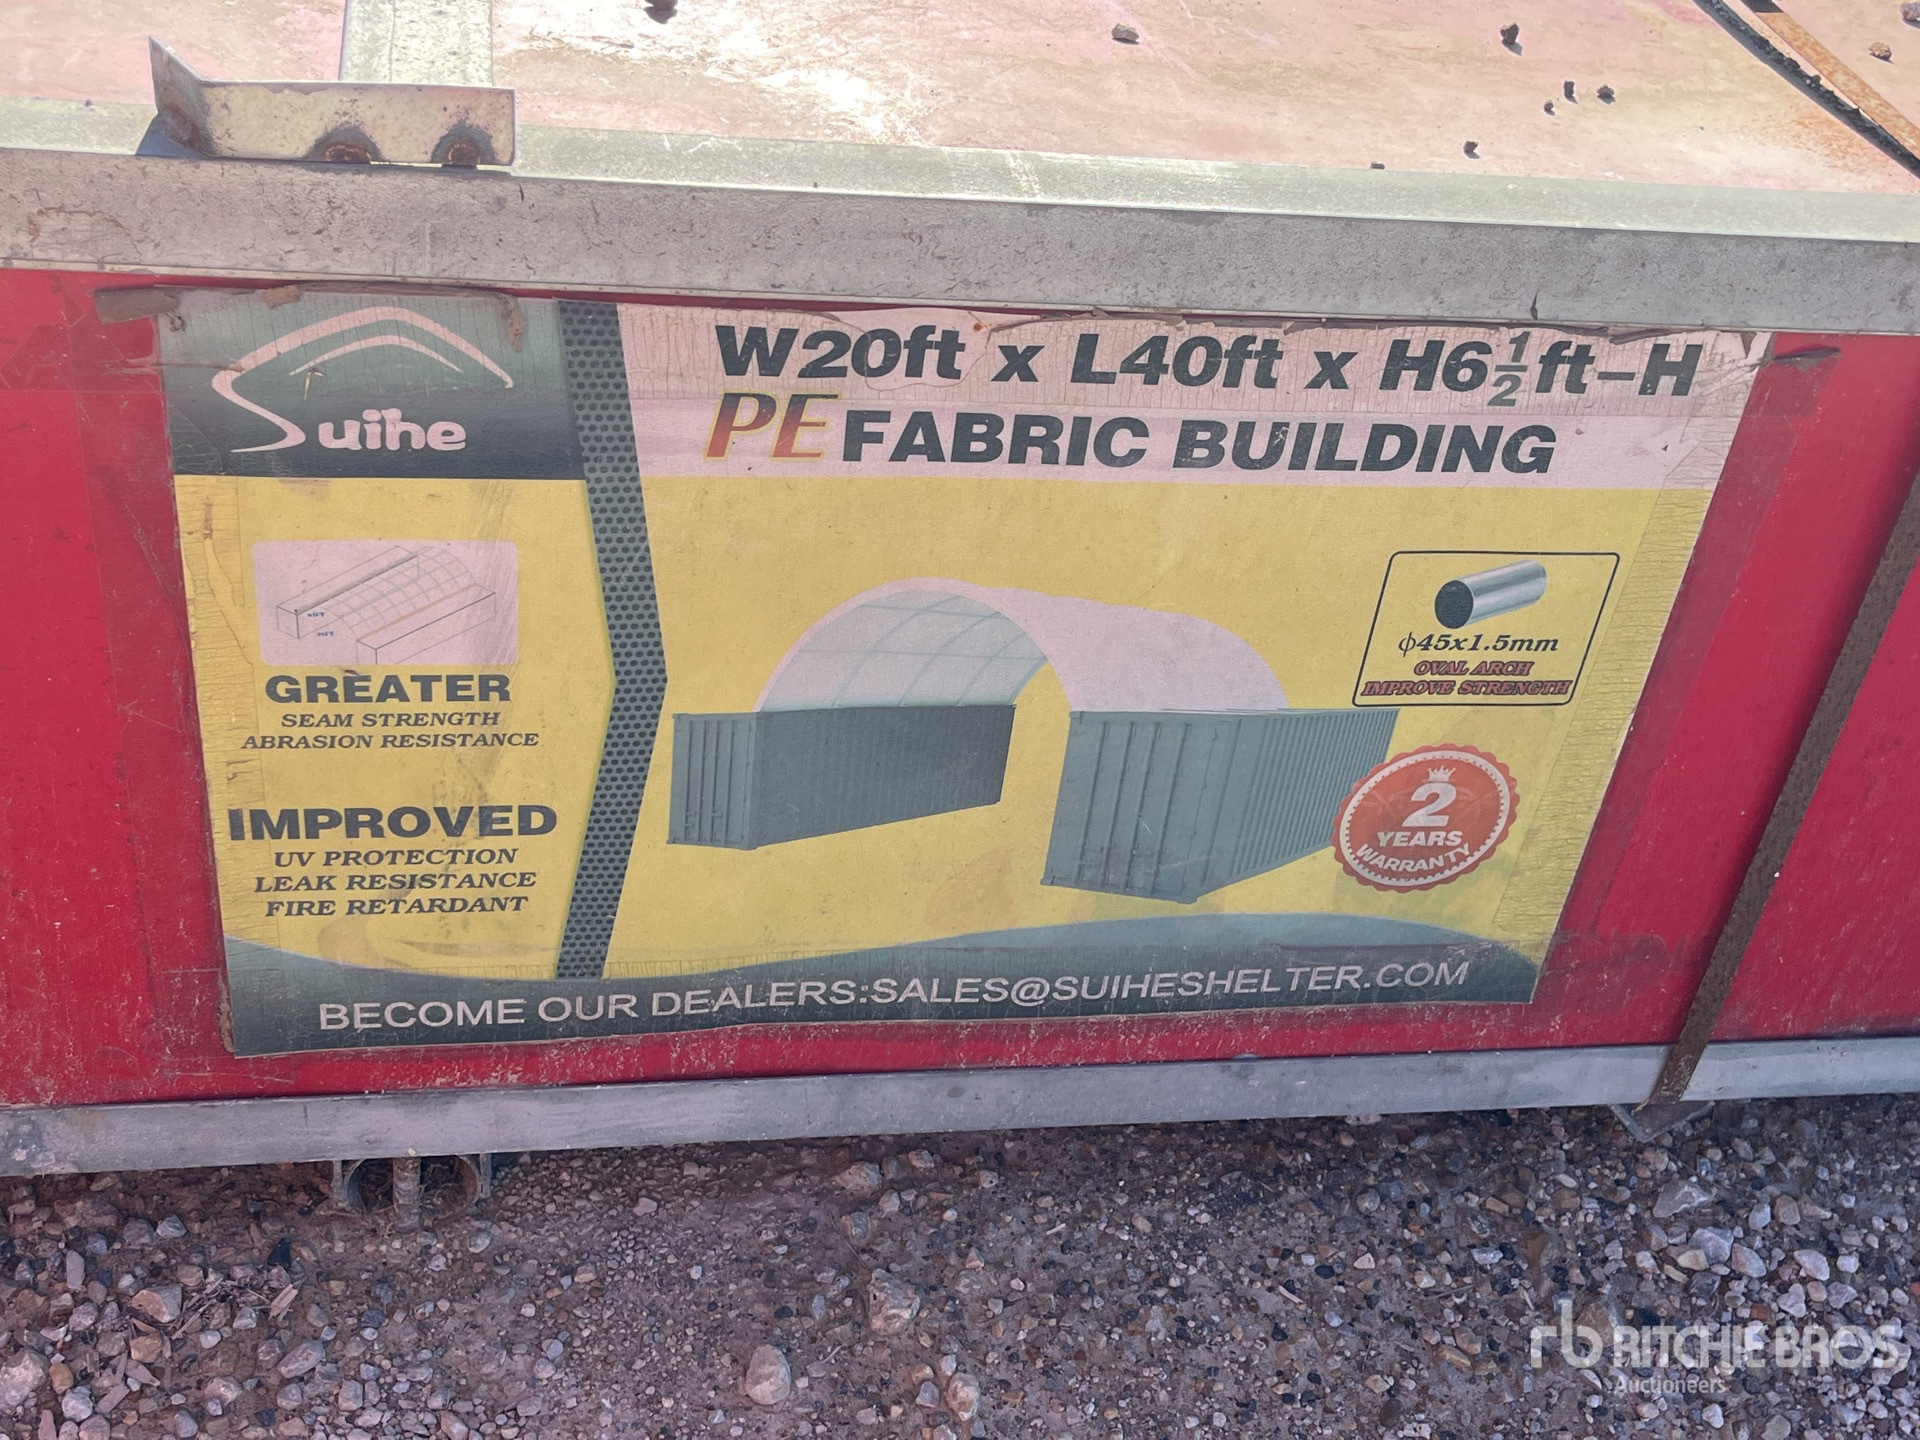 Suihe
W20ft x L40ft x H6½ft-H
PE FABRIC BUILDING
GREATER
SEAM STRENGTH
ABRASION RESISTANCE
IMPROVED
UV PROTECTION
LEAK RESISTANCE
FIRE RETARDANT
ф45x1.5mm
OVAL ARCH
IMPROVE STRENGTH
2
YEARS
WARRANTY
BECOME OUR DEALERS:SALES@SUIHESHELTER.COM
rb RITCHIE BROS
Auctioneers